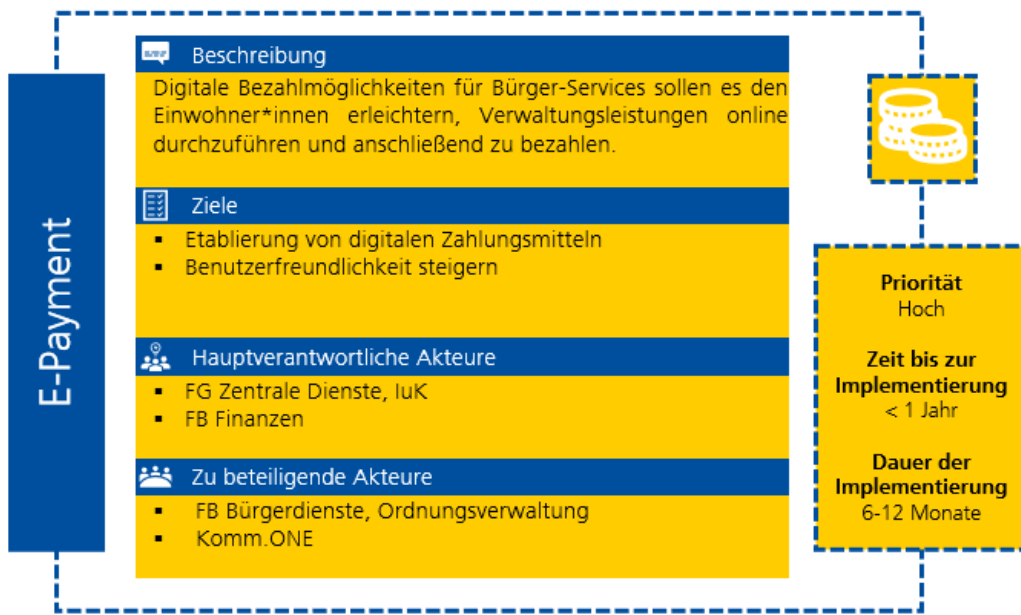 E-Payment
Beschreibung
Digitale Bezahlmöglichkeiten für Bürger-Services sollen es den
Einwohner*innen erleichtern, Verwaltungsleistungen online
durchzuführen und anschließend zu bezahlen.
Ziele
▪ Etablierung von digitalen Zahlungsmitteln
▪ Benutzerfreundlichkeit steigern
Hauptverantwortliche Akteure
▪ FG Zentrale Dienste, IuK
▪ FB Finanzen
Zu beteiligende Akteure
▪ FB Bürgerdienste, Ordnungsverwaltung
▪ Komm.ONE
Priorität
Hoch
Zeit bis zur
Implementierung
< 1 Jahr
Dauer der
Implementierung
6-12 Monate